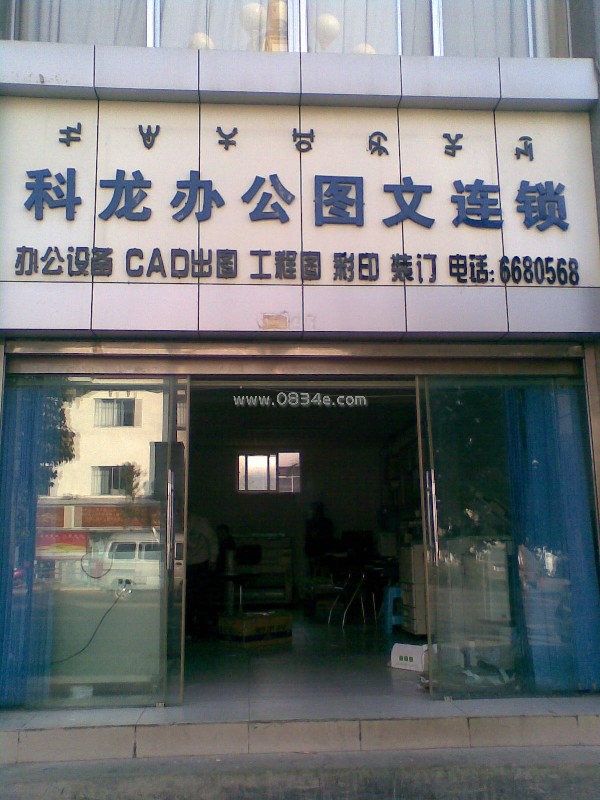 科龙办公图文连锁
办公设备 CAD出图 工程图 彩印 装订 电话:6680568
www.0834e.com